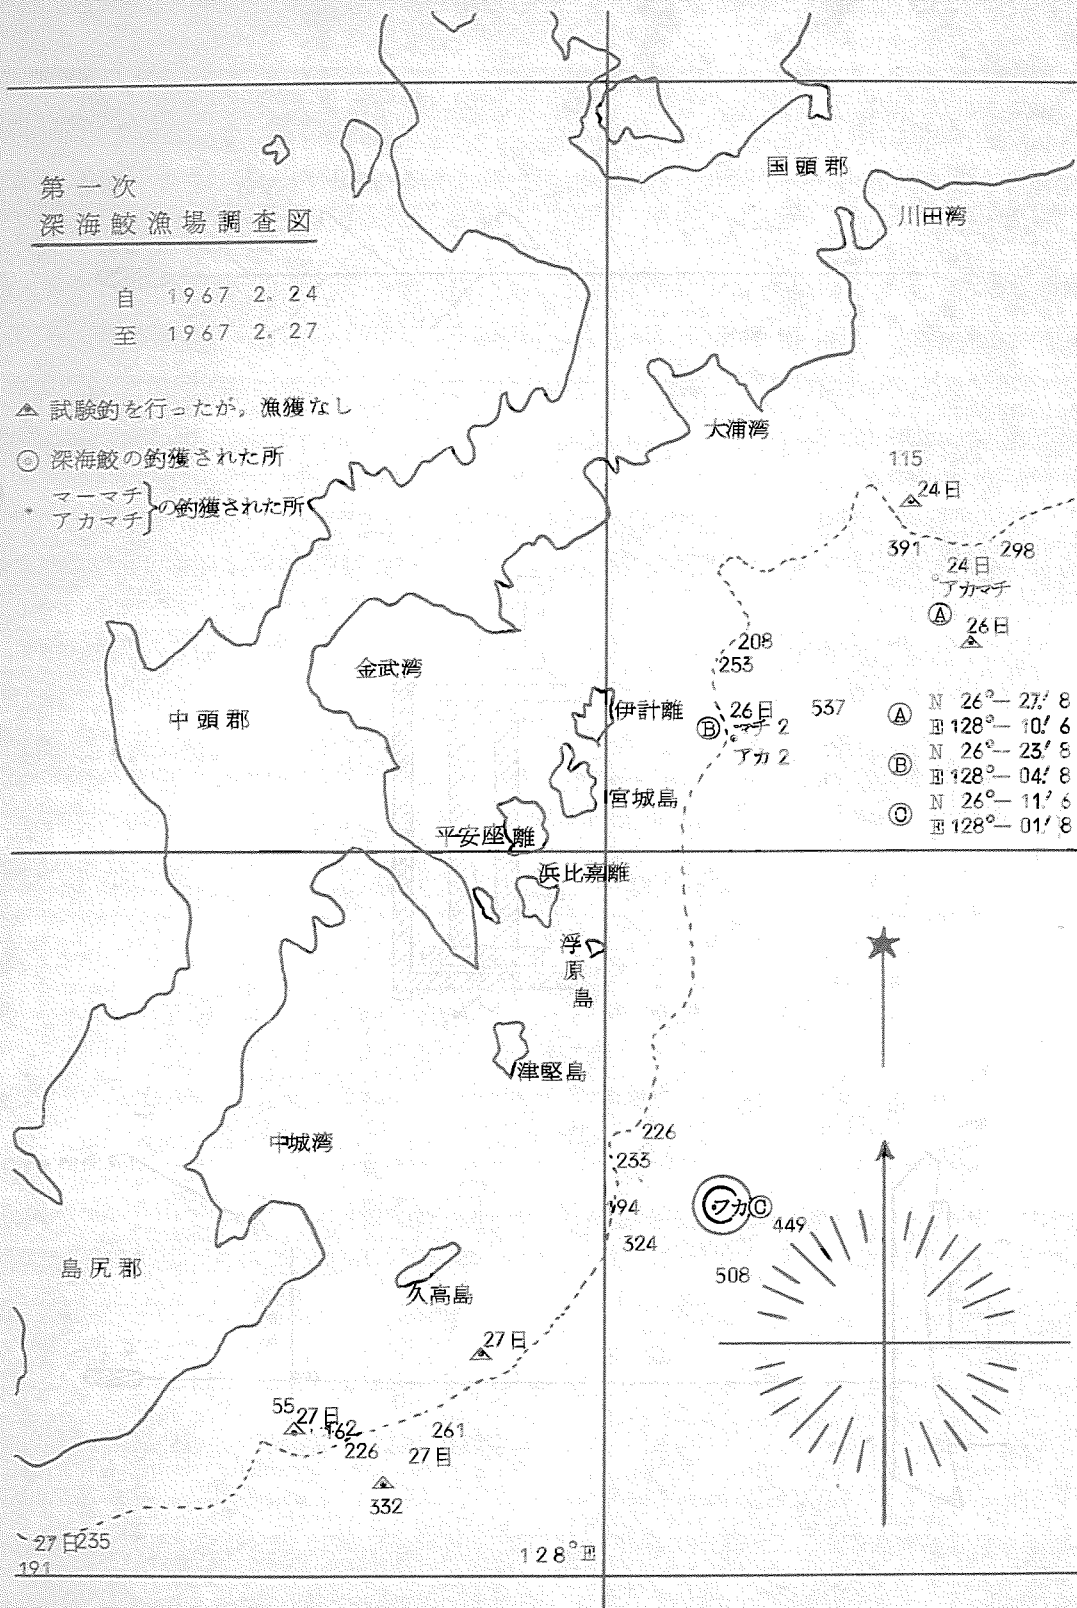 第一次
深海鮫漁場調査図
自 1967 2. 24
至 1967 2. 27
試験釣を行ったが。漁獲なし
深海鮫の釣獲された所
マーマチ
アカマチ}の釣獲された所
国頭郡
川田湾
大浦湾
115
24日
391
298
24日
アカマチ
Ⓐ
26日
208
253
金武湾
中頭郡
伊計離
Ⓑ
26日
マチ2
アカ2
537
Ⓐ N 26°— 27.′8
E 128°— 10.′6
Ⓑ N 26°— 23.′8
E 128°— 04.′8
Ⓒ N 26°— 11.′6
E 128°— 01.′8
宮城島
平安座離
浜比嘉離
浮原島
津堅島
中城湾
226
233
194
324
アカⒸ
449
508
島尻郡
久高島
27日
55
27日
162
226
261
27日
332
27日
235
191
128°E